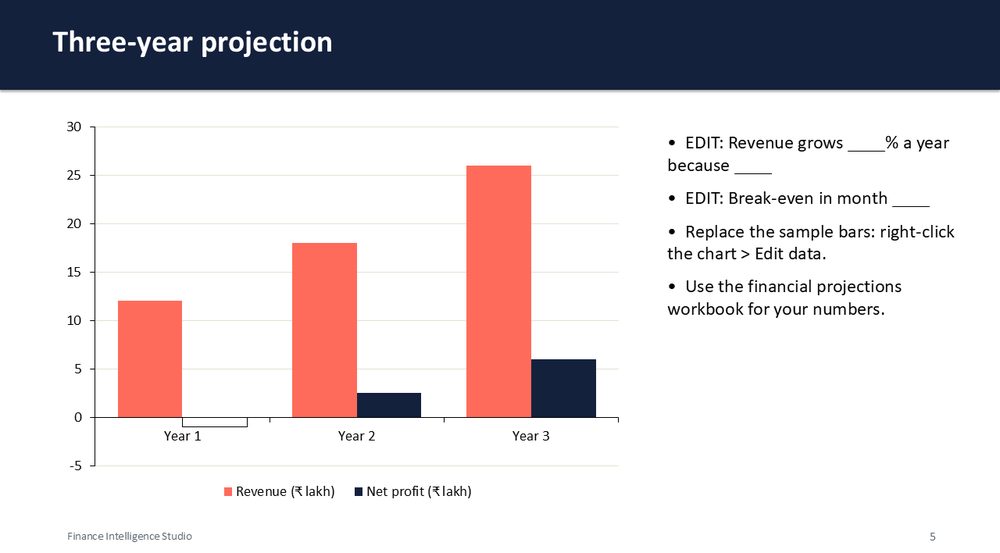 Three-year projection
30
25
20
15
10
5
0
-5
Year 1 Year 2 Year 3
Revenue (₹ lakh) Net profit (₹ lakh)
• EDIT: Revenue grows ____% a year
because ____
• EDIT: Break-even in month ____
• Replace the sample bars: right-click
the chart > Edit data.
• Use the financial projections
workbook for your numbers.
Finance Intelligence Studio 5